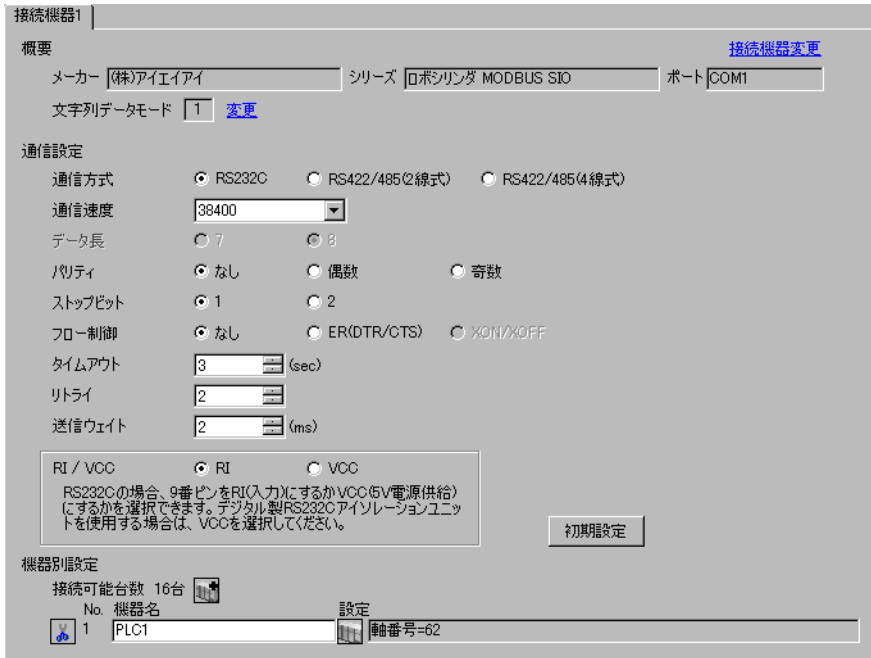 接続機器1
概要 接続機器変更
メーカー (株)アイエイアイ シリーズ ロボシリンダ MODBUS SIO ポート COM1
文字列データモード 1 変更
通信設定
通信方式 RS232C RS422/485(2線式) RS422/485(4線式)
通信速度 38400
データ長 7 8
パリティ なし 偶数 奇数
ストップビット 1 2
フロー制御 なし ER(DTR/CTS) XON/XOFF
タイムアウト 3 (sec)
リトライ 2
送信ウェイト 2 (ms)
RI / VCC RI VCC
RS232Cの場合、9番ピンをRI(入力)にするかVCC(5V電源供給)
にするかを選択できます。デジタル製RS232Cアイソレーションユニッ
トを使用する場合は、VCCを選択してください。
初期設定
機器別設定
接続可能台数 16台
No. 機器名 設定
1 PLC1 軸番号=62